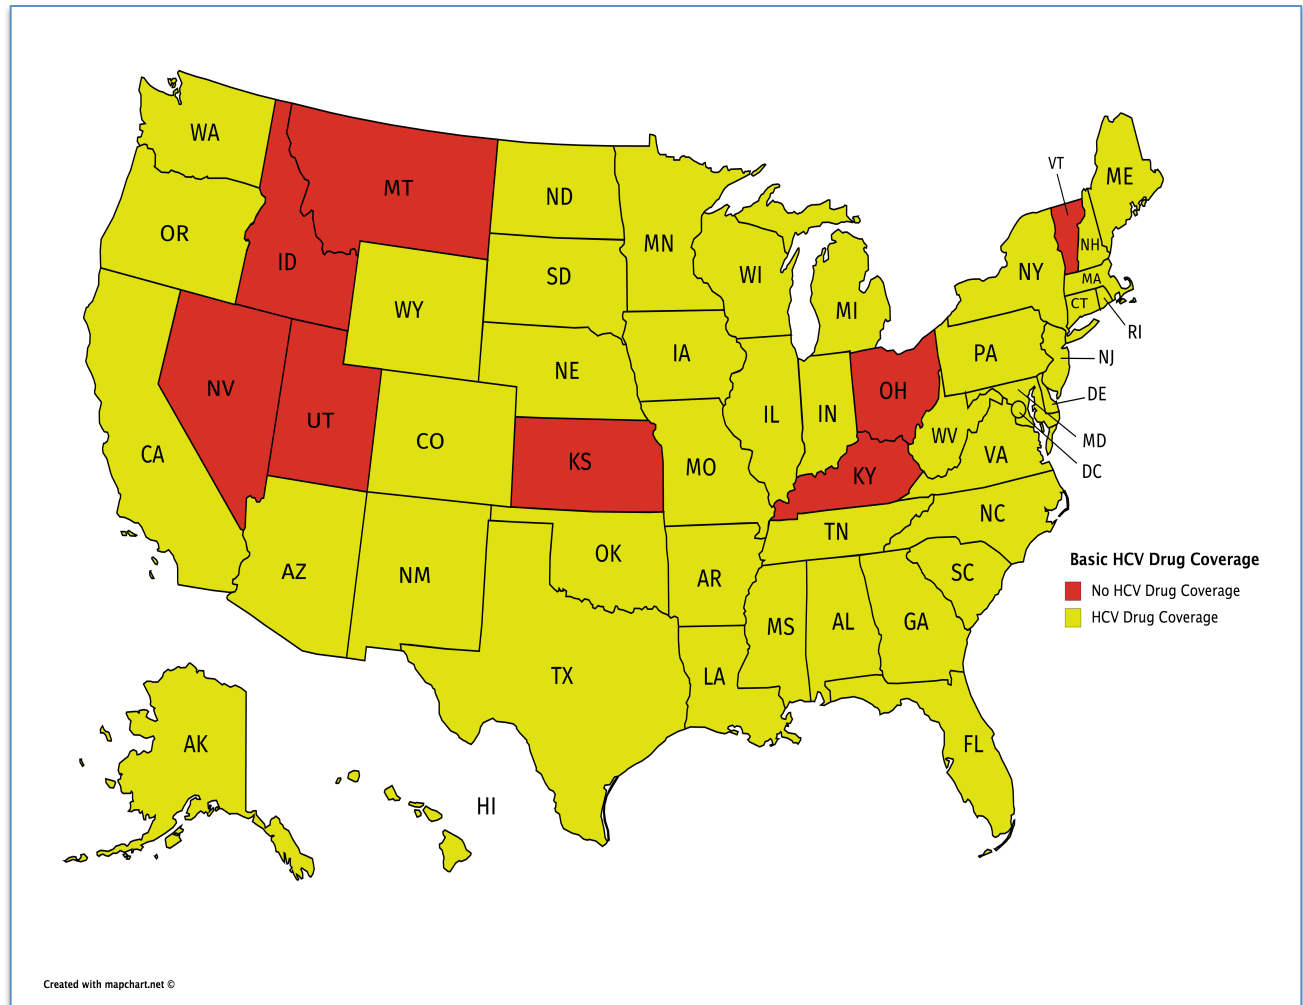 WA
MT
ND
MN
VT
ME
OR
ID
SD
WI
NH
NY
MA
WY
MI
CT
RI
IA
PA
NJ
NE
NV
OH
DE
UT
IL
IN
CO
WV
MD
CA
KS
MO
KY
VA
DC
NC
TN
OK
AZ
NM
AR
SC
Basic HCV Drug Coverage
No HCV Drug Coverage
HCV Drug Coverage
MS
AL
GA
TX
LA
AK
FL
HI
Created with mapchart.net ©